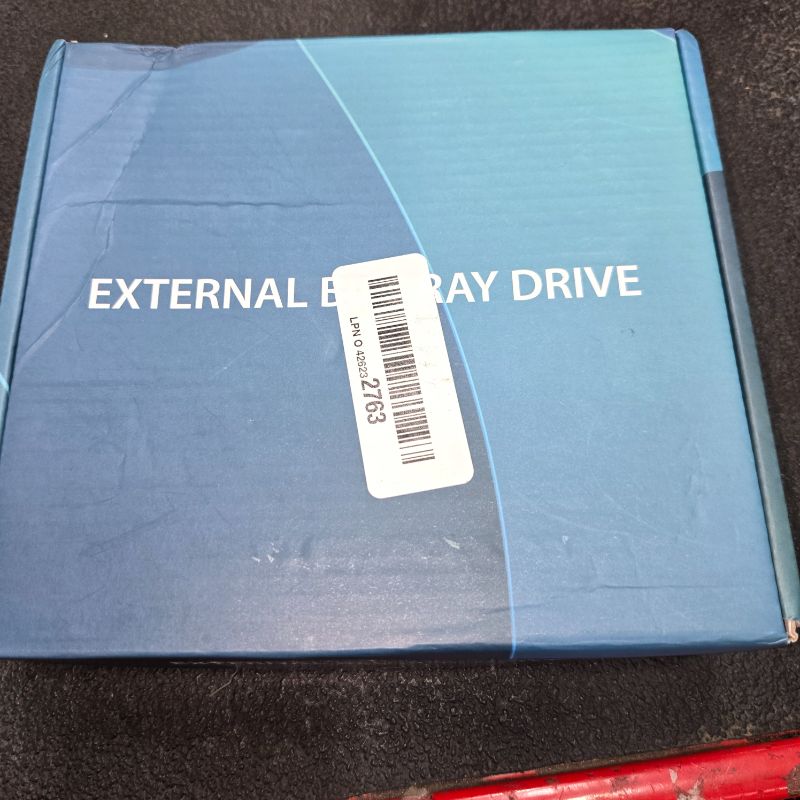 EXTERNAL B RAY DRIVE
LPN O 42623 2763